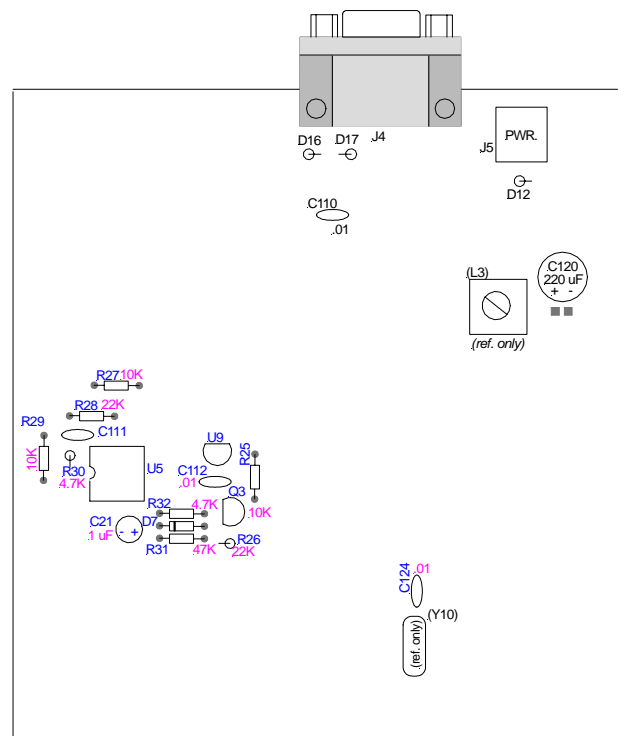 D16 D17 J4
J5
PWR.
D12
C110
.01
(L3)
(ref. only)
C120
220 uF
+ -
R27 10K
R28 22K
R29
10K
C111
R30
4.7K
U5
U9
C112
.01
R25
10K
Q3
R32 4.7K
C21
.1 uF
- +
D7
R31 47K
R26
22K
C124
.01
(Y10)
(ref. only)